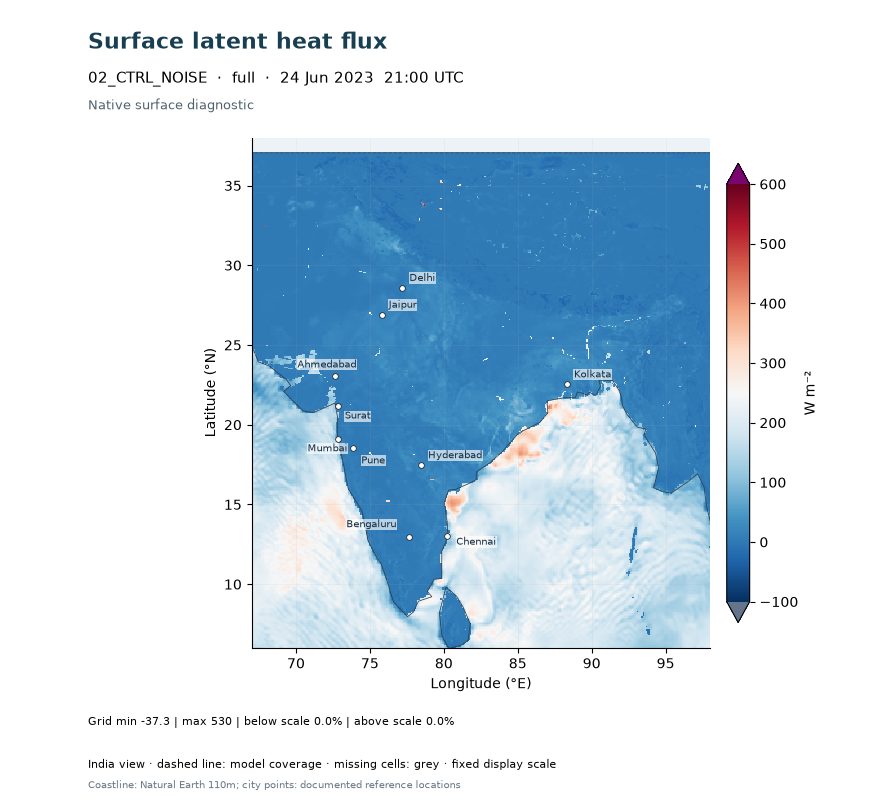 Surface latent heat flux
02_CTRL_NOISE · full · 24 Jun 2023 21:00 UTC
Native surface diagnostic
35
30
25
20
15
10
Latitude (°N)
Delhi
Jaipur
Ahmedabad
Kolkata
Surat
Mumbai
Pune
Hyderabad
Bengaluru
Chennai
70
75
80
85
90
95
Longitude (°E)
600
500
400
300
200
100
0
−100
W m⁻²
Grid min -37.3 | max 530 | below scale 0.0% | above scale 0.0%
India view · dashed line: model coverage · missing cells: grey · fixed display scale
Coastline: Natural Earth 110m; city points: documented reference locations